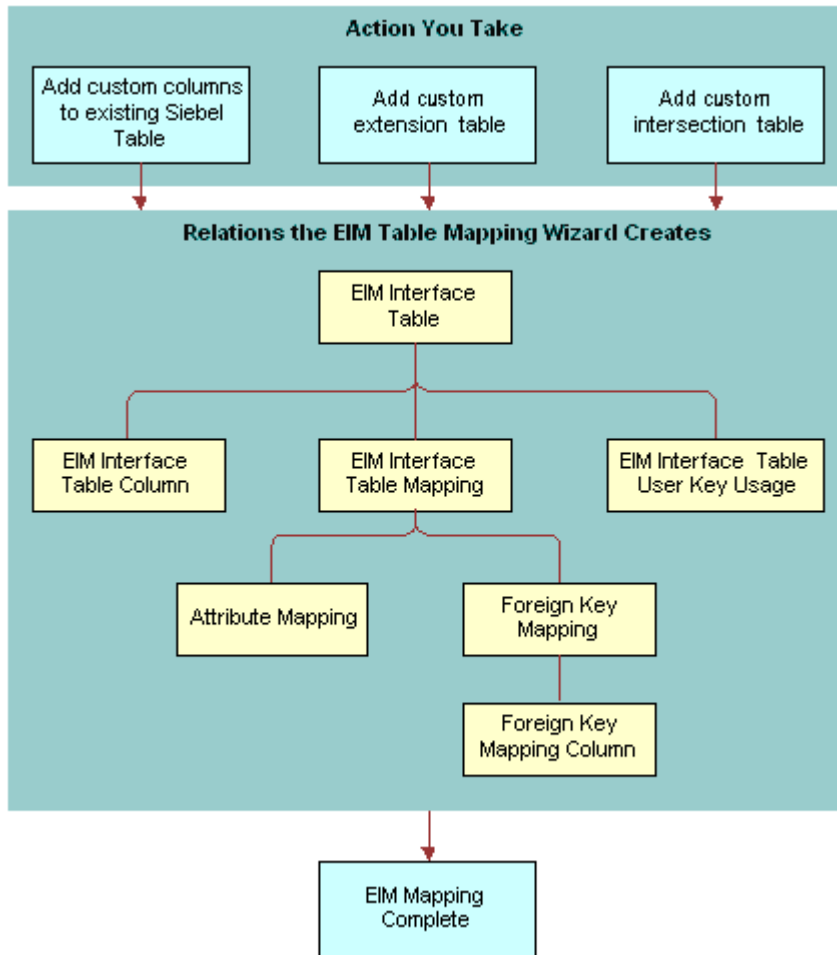 Action You Take
Add custom columns
to existing Siebel
Table
Add custom
extension table
Add custom
intersection table
Relations the EIM Table Mapping Wizard Creates
EIM Interface
Table
EIM Interface
Table Column
EIM Interface
Table Mapping
EIM Interface Table
User Key Usage
Attribute Mapping
Foreign Key
Mapping
Foreign Key
Mapping Column
EIM Mapping
Complete